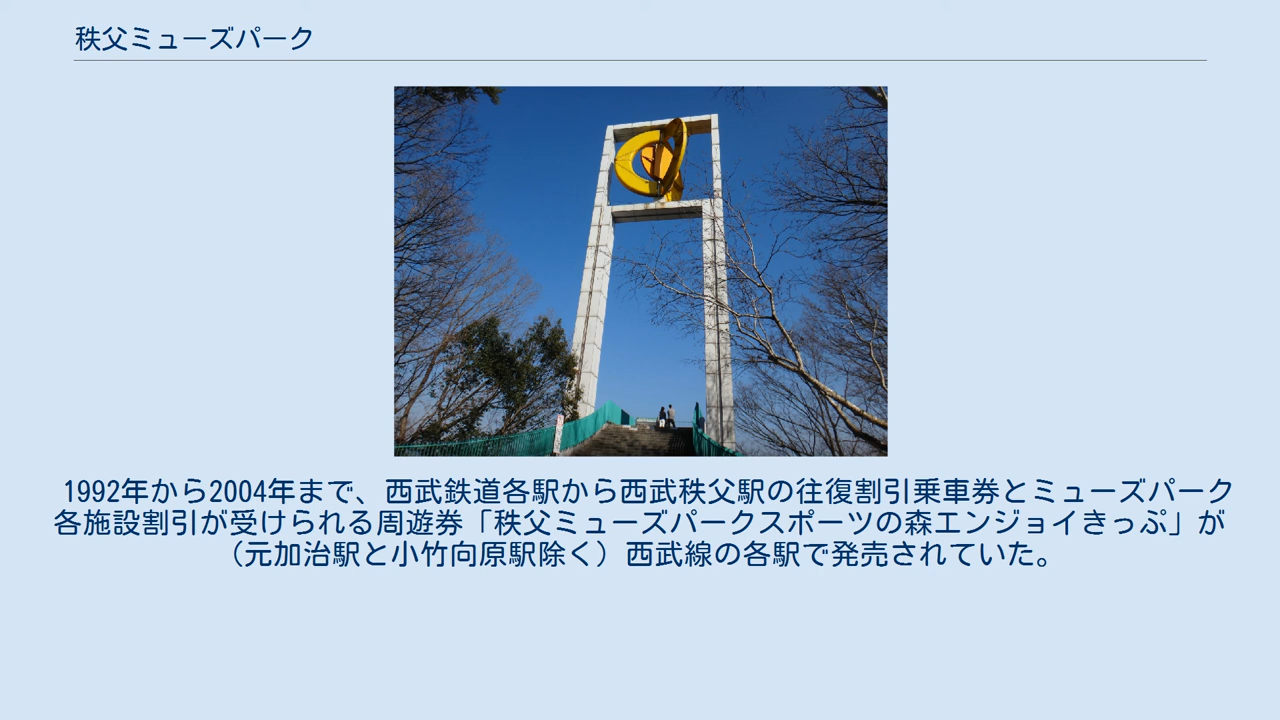 秩父ミューズパーク
1992年から2004年まで、西武鉄道各駅から西武秩父駅の往復割引乗車券とミューズパーク
各施設割引が受けられる周遊券「秩父ミューズパークスポーツの森エンジョイきっぷ」が
（元加治駅と小竹向原駅除く）西武線の各駅で発売されていた。